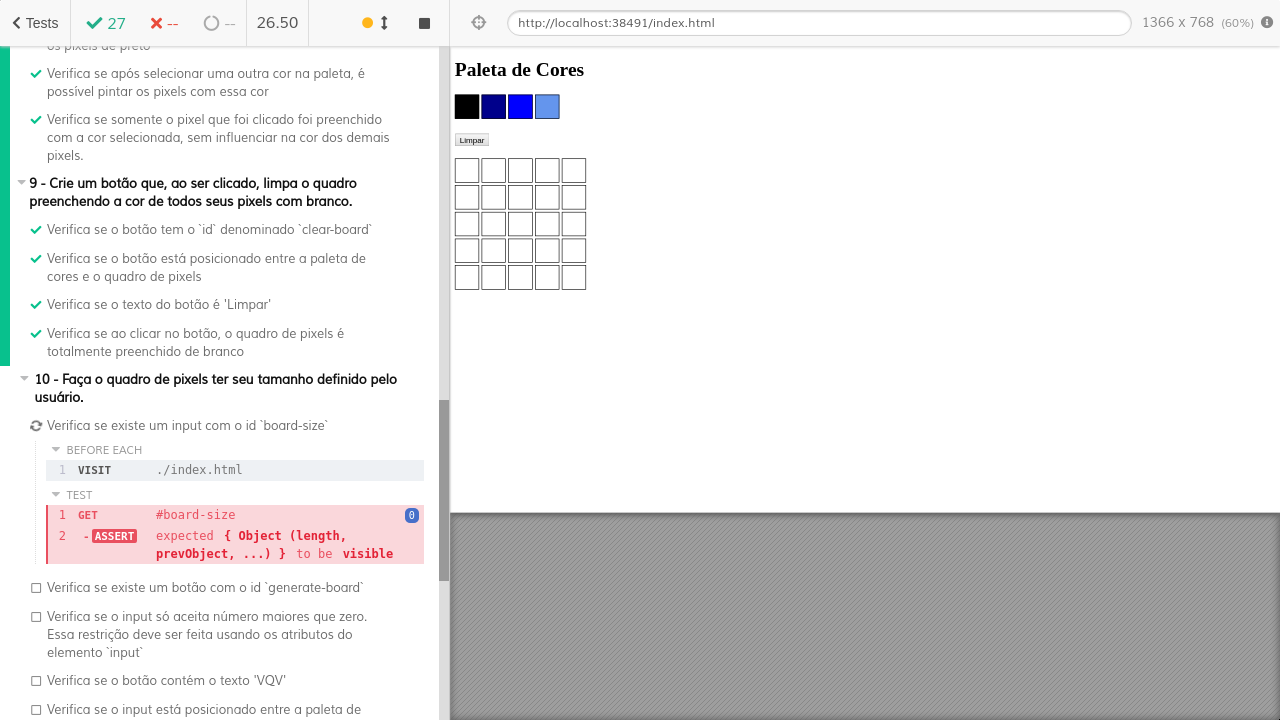 Tests
27
--
--
26.50
http://localhost:38491/index.html
1366 x 768 (60%)
os pixels de preto
Verifica se após selecionar uma outra cor na paleta, é
possível pintar os pixels com essa cor
Verifica se somente o pixel que foi clicado foi preenchido
com a cor selecionada, sem influenciar na cor dos demais
pixels.
9 - Crie um botão que, ao ser clicado, limpa o quadro
preenchendo a cor de todos seus pixels com branco.
Verifica se o botão tem o `id` denominado `clear-board`
Verifica se o botão está posicionado entre a paleta de
cores e o quadro de pixels
Verifica se o texto do botão é 'Limpar'
Verifica se ao clicar no botão, o quadro de pixels é
totalmente preenchido de branco
10 - Faça o quadro de pixels ter seu tamanho definido pelo
usuário.
Verifica se existe um input com o id `board-size`
BEFORE EACH
1 VISIT ./index.html
TEST
1 GET #board-size 0
2 -ASSERT expected { Object (length,
prevObject, ...) } to be visible
Verifica se existe um botão com o id `generate-board`
Verifica se o input só aceita número maiores que zero.
Essa restrição deve ser feita usando os atributos do
elemento `input`
Verifica se o botão contém o texto 'VQV'
Verifica se o input está posicionado entre a paleta de
Paleta de Cores
Limpar